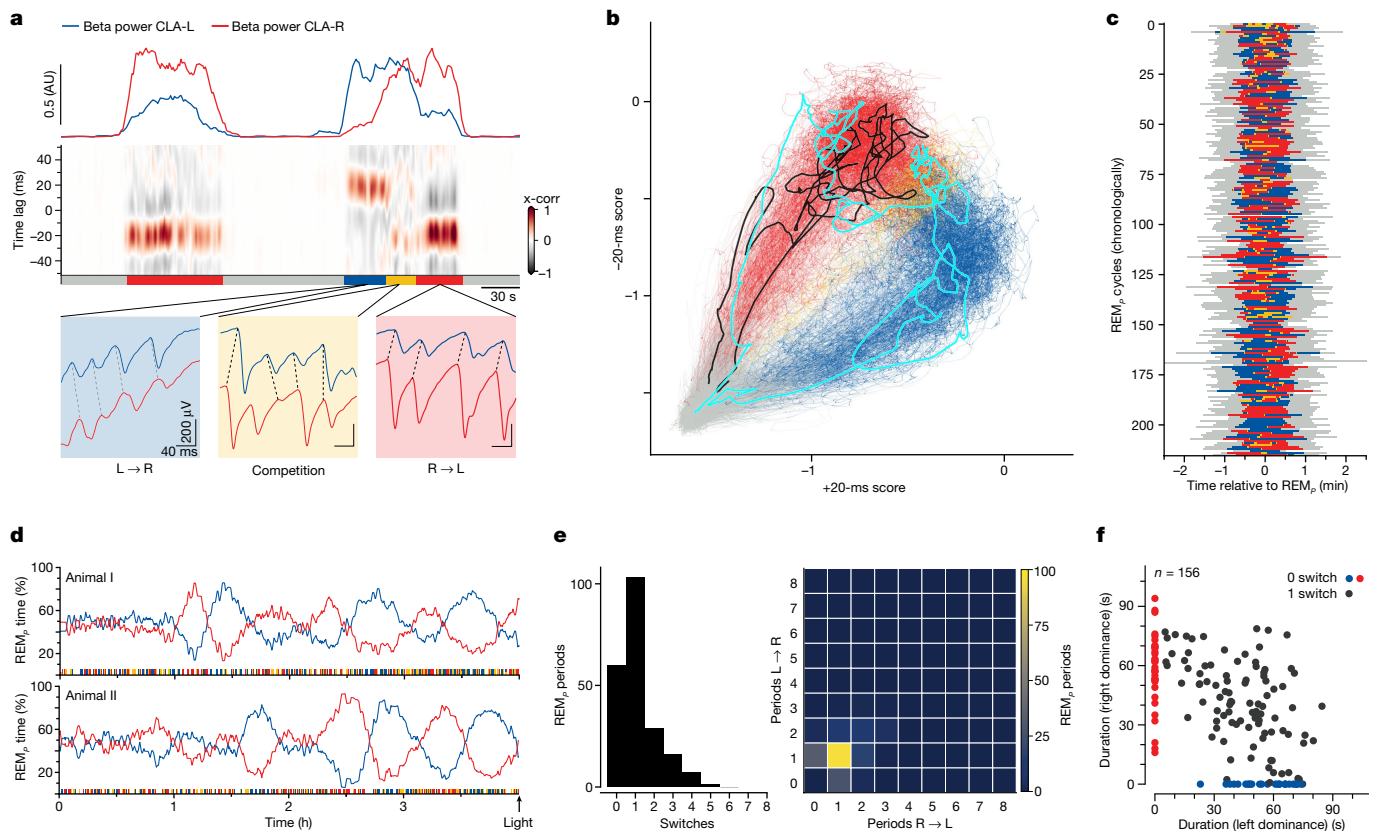 a
Beta power CLA-L
Beta power CLA-R
0.5 (AU)
Time lag (ms)
40
20
0
−20
−40
x-corr
1
0
−1
30 s
200 µV
40 ms
L → R
Competition
R → L
b
−20-ms score
0
−1
−1
0
+20-ms score
c
REMP cycles (chronologically)
0
25
50
75
100
125
150
175
200
−2
−1
0
1
2
Time relative to REMP (min)
d
Animal I
REMP time (%)
100
60
20
Animal II
REMP time (%)
100
60
20
0
1
2
3
Time (h)
Light
e
REMP periods
100
50
0
0 1 2 3 4 5 6 7 8
Switches
Periods L → R
8
7
6
5
4
3
2
1
0
0 1 2 3 4 5 6 7 8
Periods R → L
100
75
50
25
0
REMP periods
f
n = 156
0 switch
1 switch
Duration (right dominance) (s)
90
60
30
0
0
30
60
90
Duration (left dominance) (s)